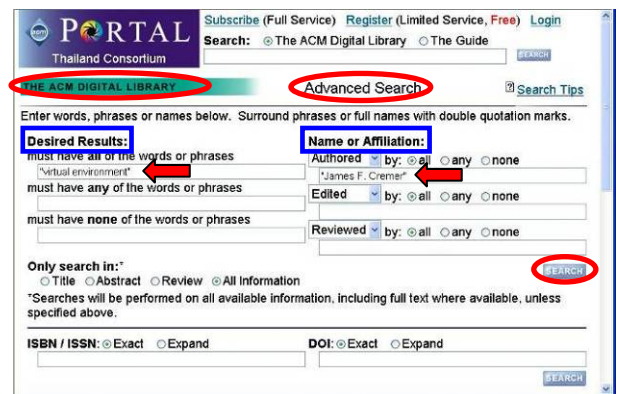 acm PORTAL
Thailand Consortium
Subscribe (Full Service) Register (Limited Service, Free) Login
Search: The ACM Digital Library The Guide
SEARCH
THE ACM DIGITAL LIBRARY
Advanced Search
? Search Tips
Enter words, phrases or names below. Surround phrases or full names with double quotation marks.
Desired Results:
must have all of the words or phrases
"virtual environment"
must have any of the words or phrases
must have none of the words or phrases
Name or Affiliation:
Authored by: all any none
"James F. Cremer"
Edited by: all any none
Reviewed by: all any none
Only search in:*
Title Abstract Review All Information
SEARCH
*Searches will be performed on all available information, including full text where available, unless
specified above.
ISBN / ISSN: Exact Expand
DOI: Exact Expand
SEARCH